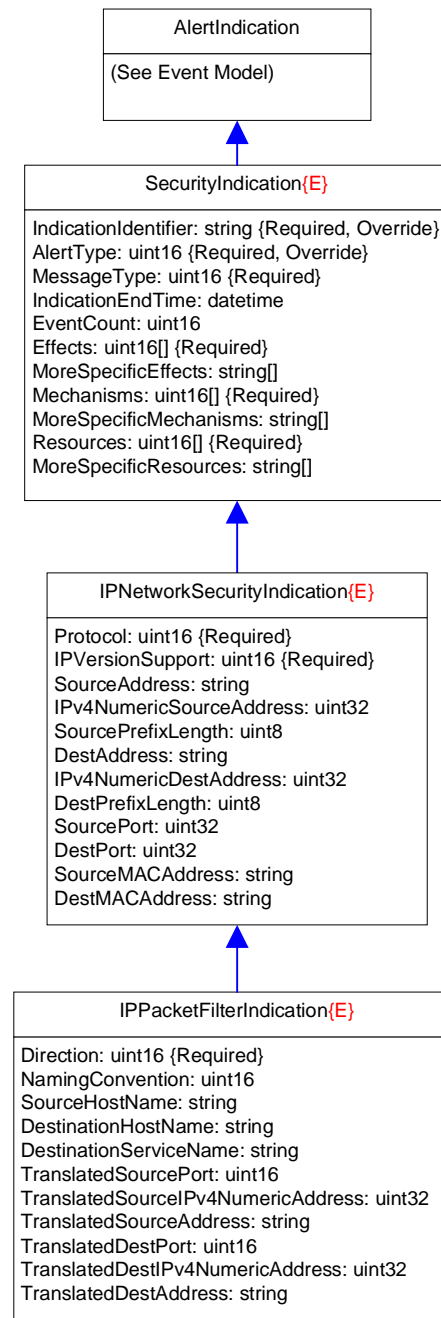 AlertIndication
(See Event Model)
SecurityIndication{E}
IndicationIdentifier: string {Required, Override}
AlertType: uint16 {Required, Override}
MessageType: uint16 {Required}
IndicationEndTime: datetime
EventCount: uint16
Effects: uint16[] {Required}
MoreSpecificEffects: string[]
Mechanisms: uint16[] {Required}
MoreSpecificMechanisms: string[]
Resources: uint16[] {Required}
MoreSpecificResources: string[]
IPNetworkSecurityIndication{E}
Protocol: uint16 {Required}
IPVersionSupport: uint16 {Required}
SourceAddress: string
IPv4NumericSourceAddress: uint32
SourcePrefixLength: uint8
DestAddress: string
IPv4NumericDestAddress: uint32
DestPrefixLength: uint8
SourcePort: uint32
DestPort: uint32
SourceMACAddress: string
DestMACAddress: string
IPPacketFilterIndication{E}
Direction: uint16 {Required}
NamingConvention: uint16
SourceHostName: string
DestinationHostName: string
DestinationServiceName: string
TranslatedSourcePort: uint16
TranslatedSourceIPv4NumericAddress: uint32
TranslatedSourceAddress: string
TranslatedDestPort: uint16
TranslatedDestIPv4NumericAddress: uint32
TranslatedDestAddress: string